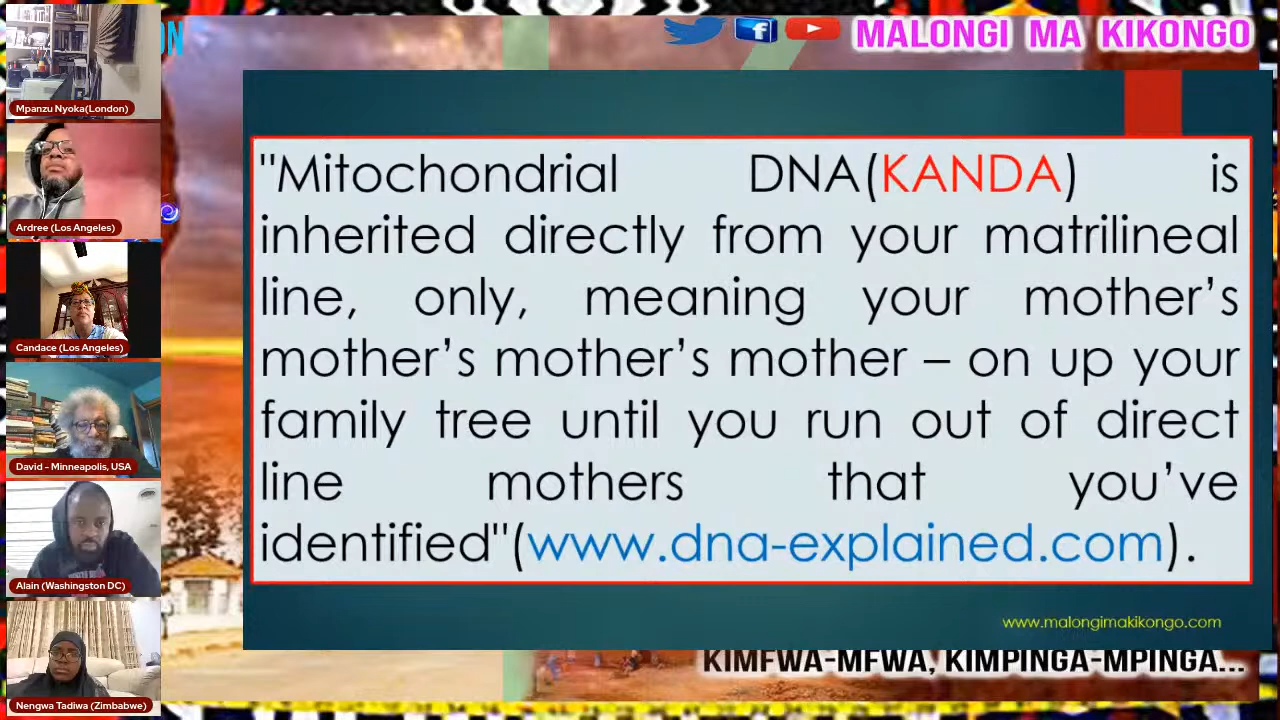 ON
MALONGI MA KIKONGO
Mpanzu Nyoka(London)
Ardree (Los Angeles)
Candace (Los Angeles)
David - Minneapolis, USA
Alain (Washingston DC)
Nengwa Tadiwa (Zimbabwe)
"Mitochondrial DNA(KANDA) is
inherited directly from your matrilineal
line, only, meaning your mother’s
mother’s mother’s mother – on up your
family tree until you run out of direct
line mothers that you’ve
identified"(www.dna-explained.com).
www.malongimakikongo.com
KIMFWA-MFWA, KIMPINGA-MPINGA...